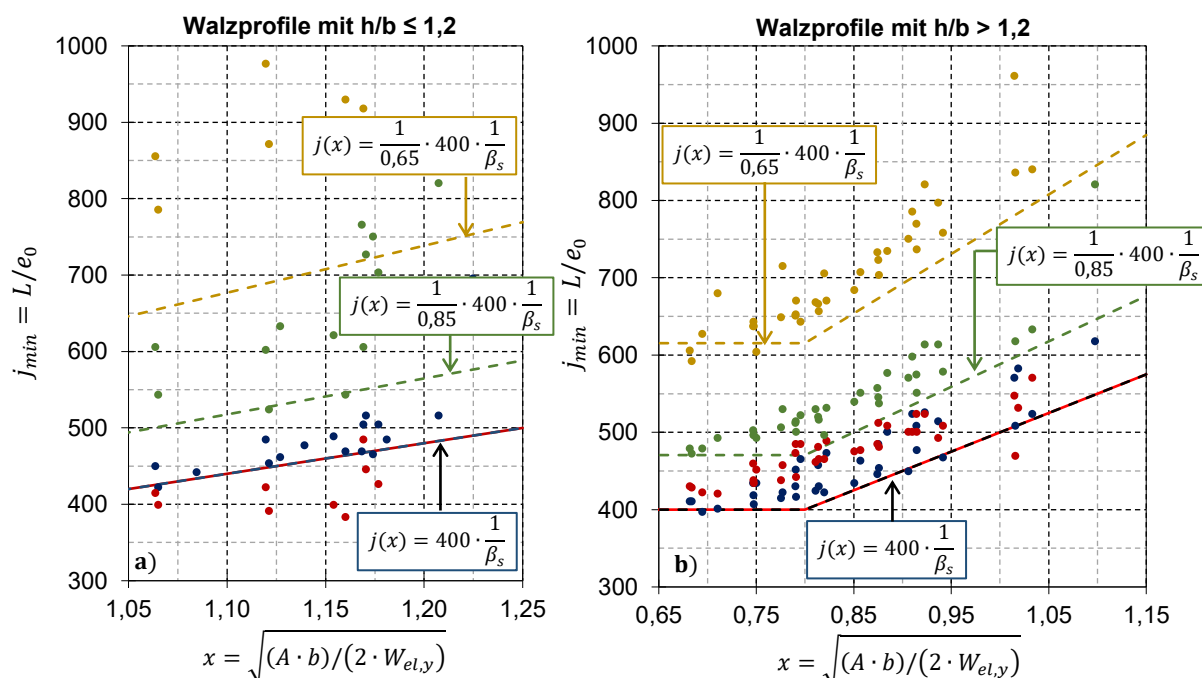 Walzprofile mit h/b ≤ 1,2
1000
900
800
700
600
500
400
300
j_min = L/e_0
j(x) = 1/0,65 · 400 · 1/β_s
j(x) = 1/0,85 · 400 · 1/β_s
j(x) = 400 · 1/β_s
a)
1,05 1,10 1,15 1,20 1,25
x = √((A · b)/(2 · W_el,y))
Walzprofile mit h/b > 1,2
1000
900
800
700
600
500
400
300
j_min = L/e_0
j(x) = 1/0,65 · 400 · 1/β_s
j(x) = 1/0,85 · 400 · 1/β_s
j(x) = 400 · 1/β_s
b)
0,65 0,75 0,85 0,95 1,05 1,15
x = √((A · b)/(2 · W_el,y))